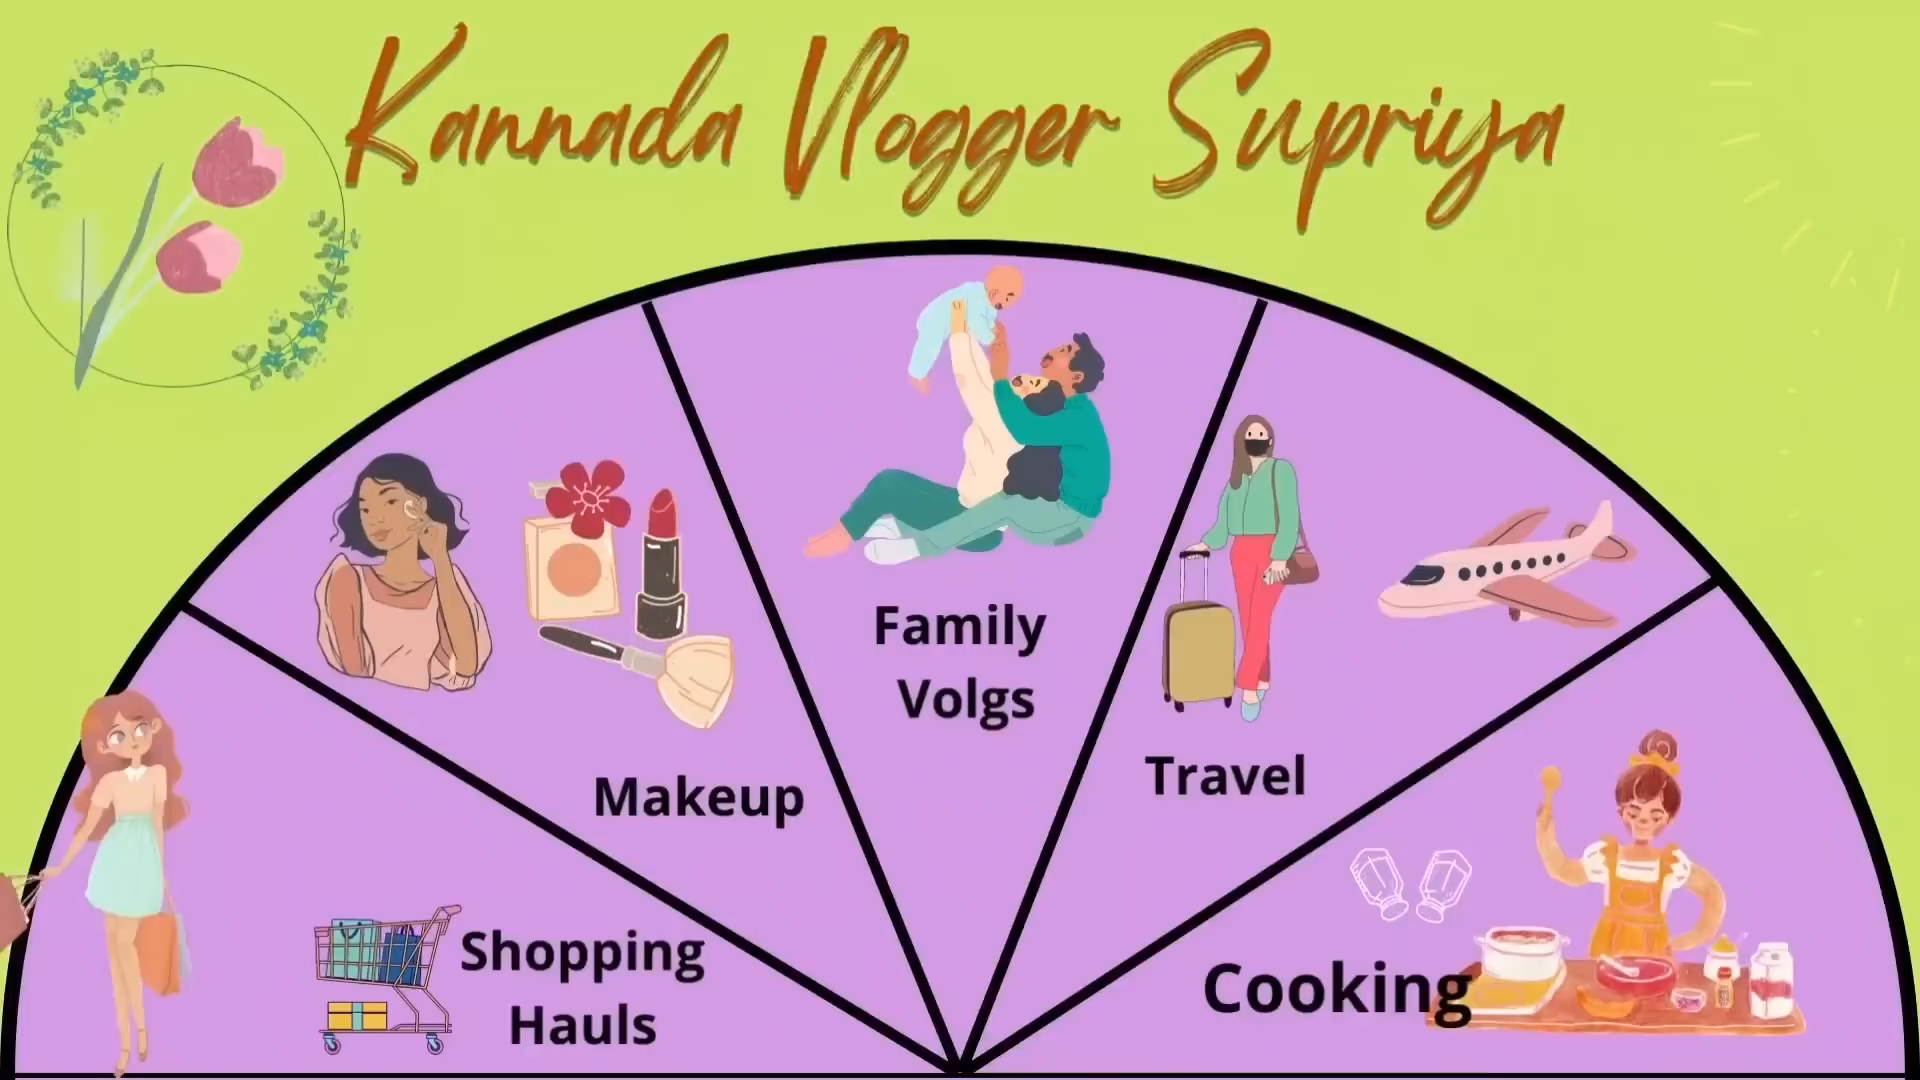 Kannada Vlogger Supriya
Family
Volgs
Travel
Makeup
Shopping
Hauls
Cooking